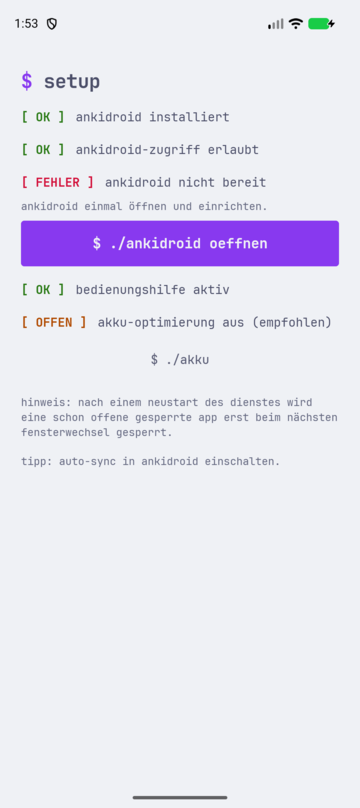 1:53
$ setup
[ OK ] ankidroid installiert
[ OK ] ankidroid-zugriff erlaubt
[ FEHLER ] ankidroid nicht bereit
ankidroid einmal öffnen und einrichten.
$ ./ankidroid oeffnen
[ OK ] bedienungshilfe aktiv
[ OFFEN ] akku-optimierung aus (empfohlen)
$ ./akku
hinweis: nach einem neustart des dienstes wird
eine schon offene gesperrte app erst beim nächsten
fensterwechsel gesperrt.
tipp: auto-sync in ankidroid einschalten.